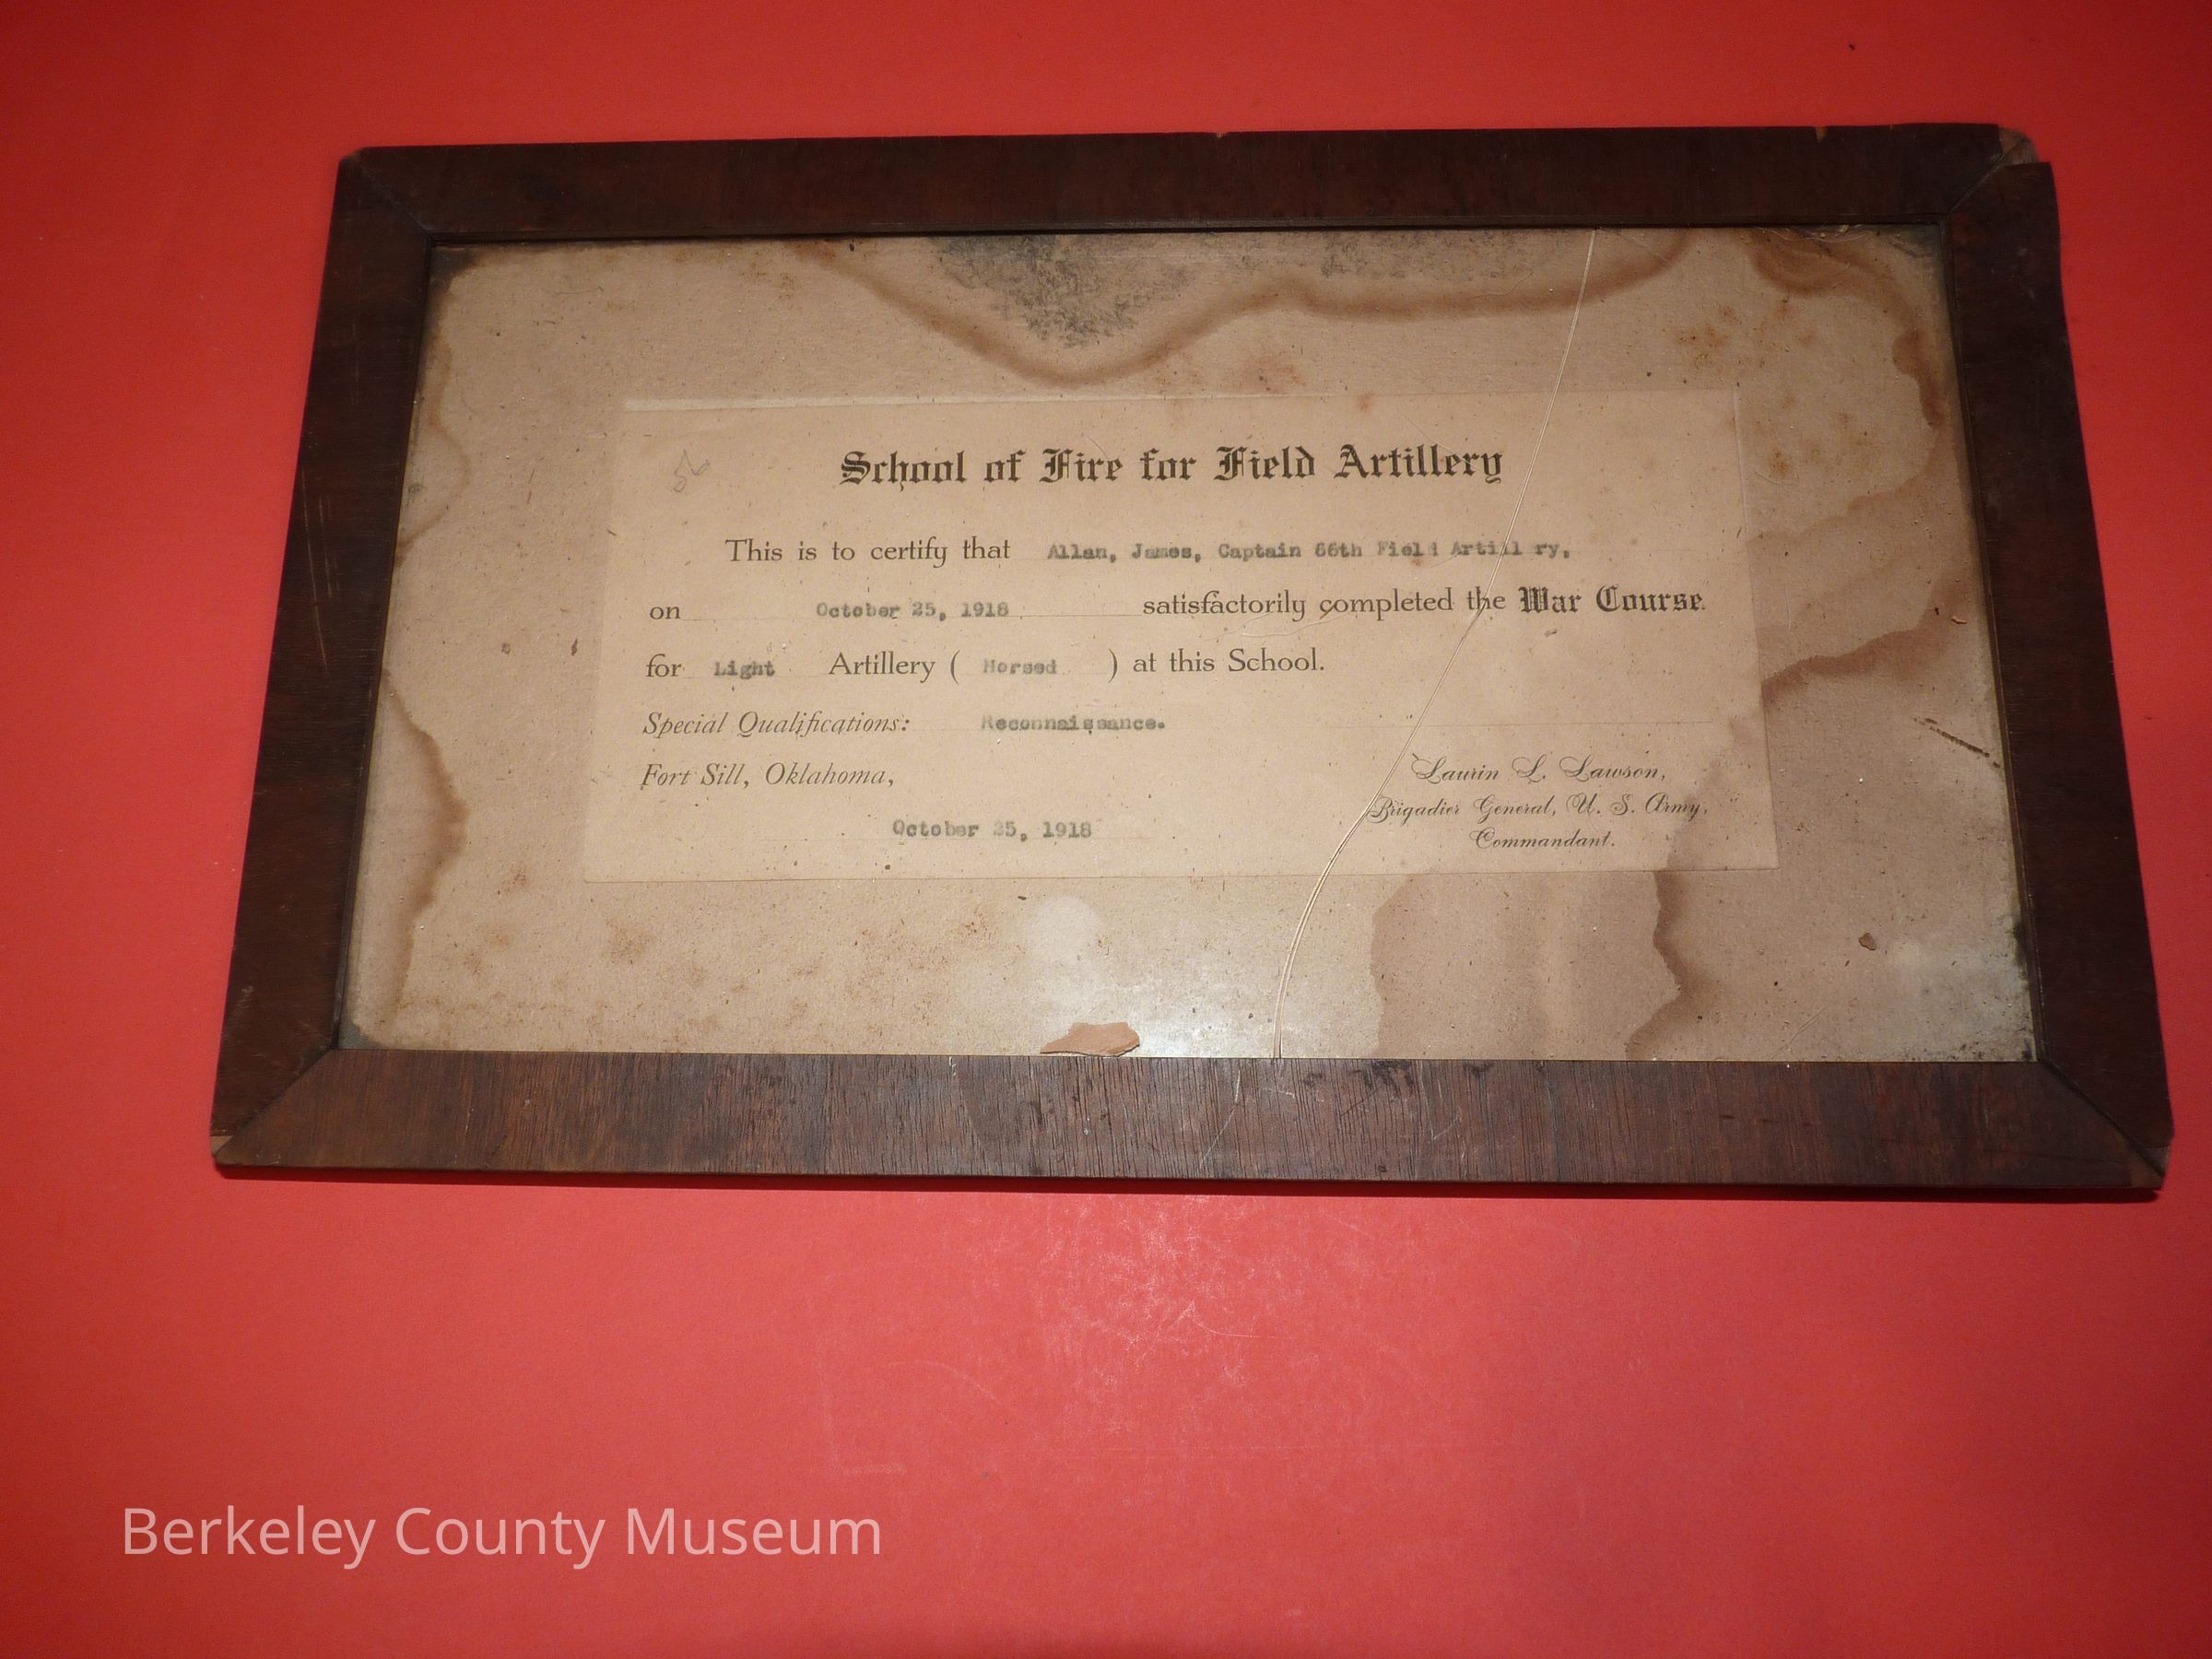 School of Fire for Field Artillery
This is to certify that Allan, James, Captain 66th Field Artillery,
on October 25, 1918 satisfactorily completed the War Course
for Light Artillery ( Horsed ) at this School.
Special Qualifications: Reconnaissance.
Fort Sill, Oklahoma,
October 25, 1918
Laurin L. Lawson,
Brigadier General, U. S. Army,
Commandant.
Berkeley County Museum